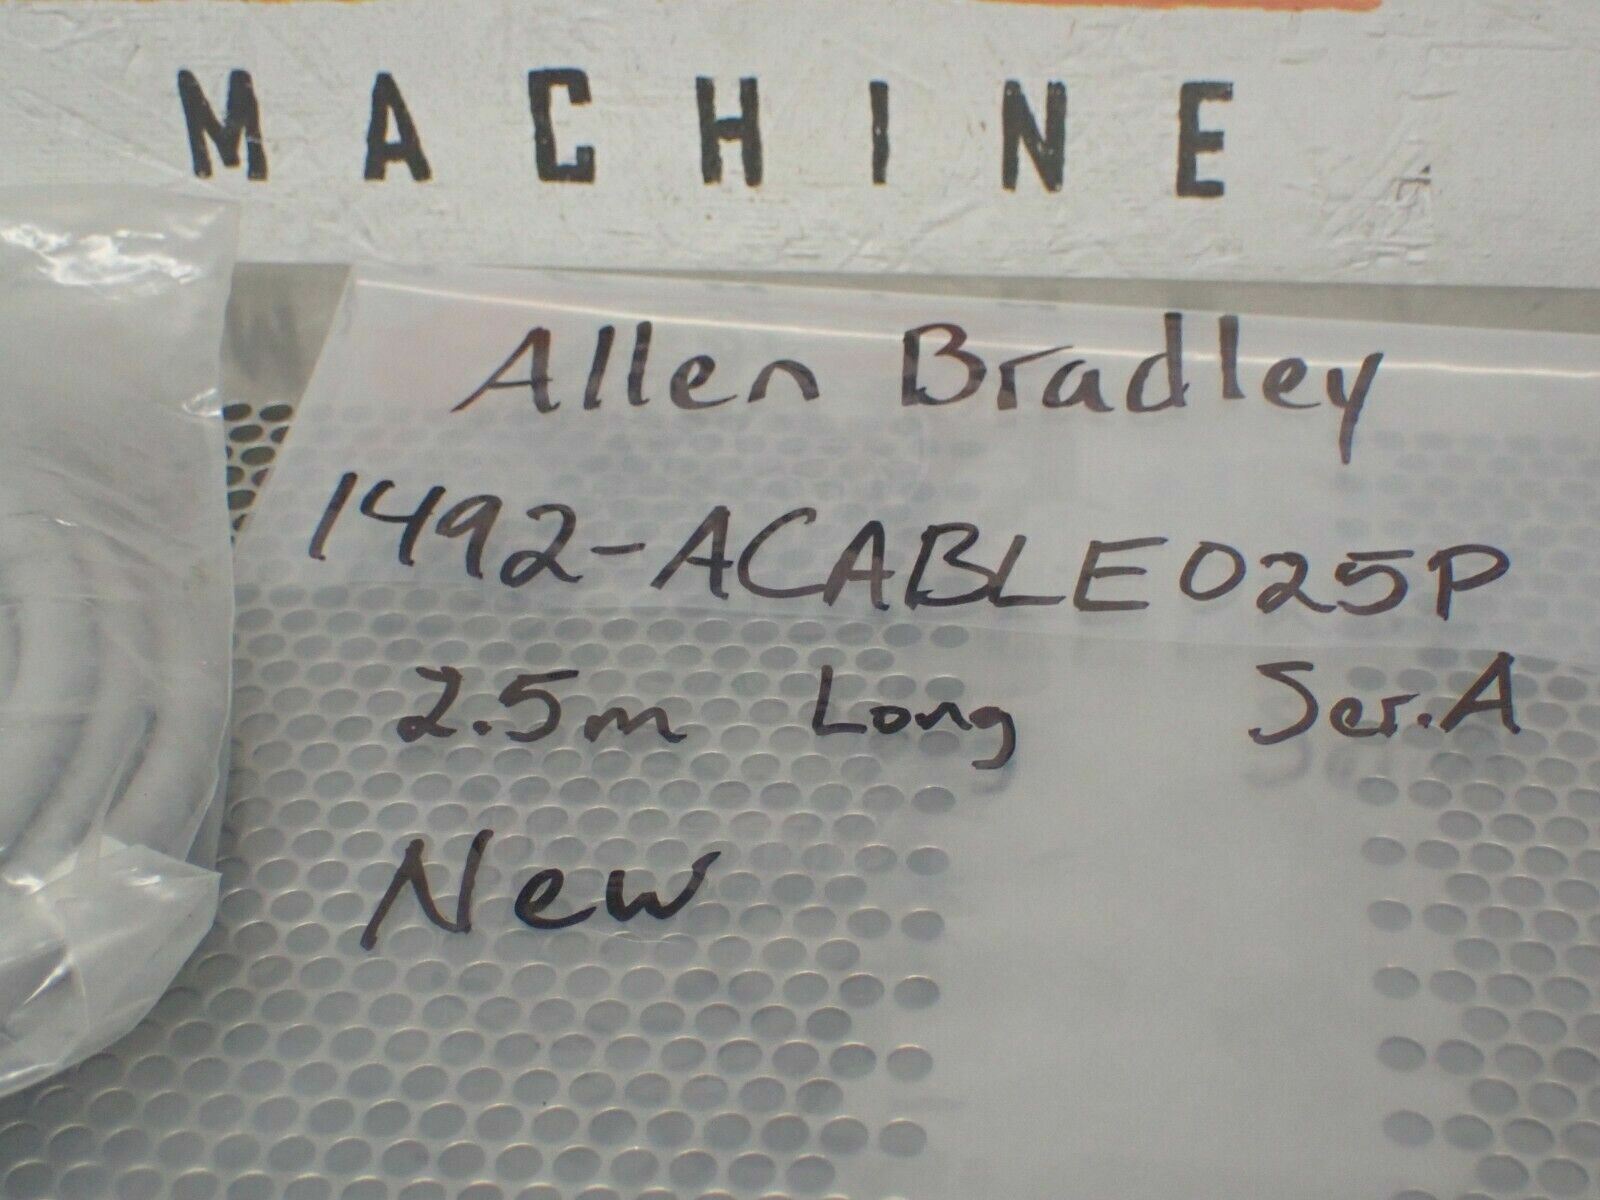 MACHINE
Allen Bradley
1492-ACABLE025P
2.5m Long Ser.A
New